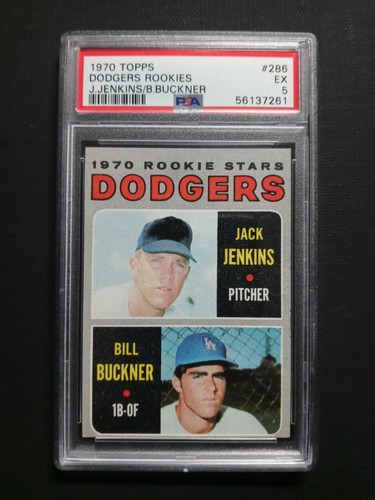 1970 TOPPS #286
DODGERS ROOKIES EX
J.JENKINS/B.BUCKNER 5
PSA 56137261
1970 ROOKIE STARS
DODGERS
JACK
JENKINS
PITCHER
BILL
BUCKNER
1B-OF
LA